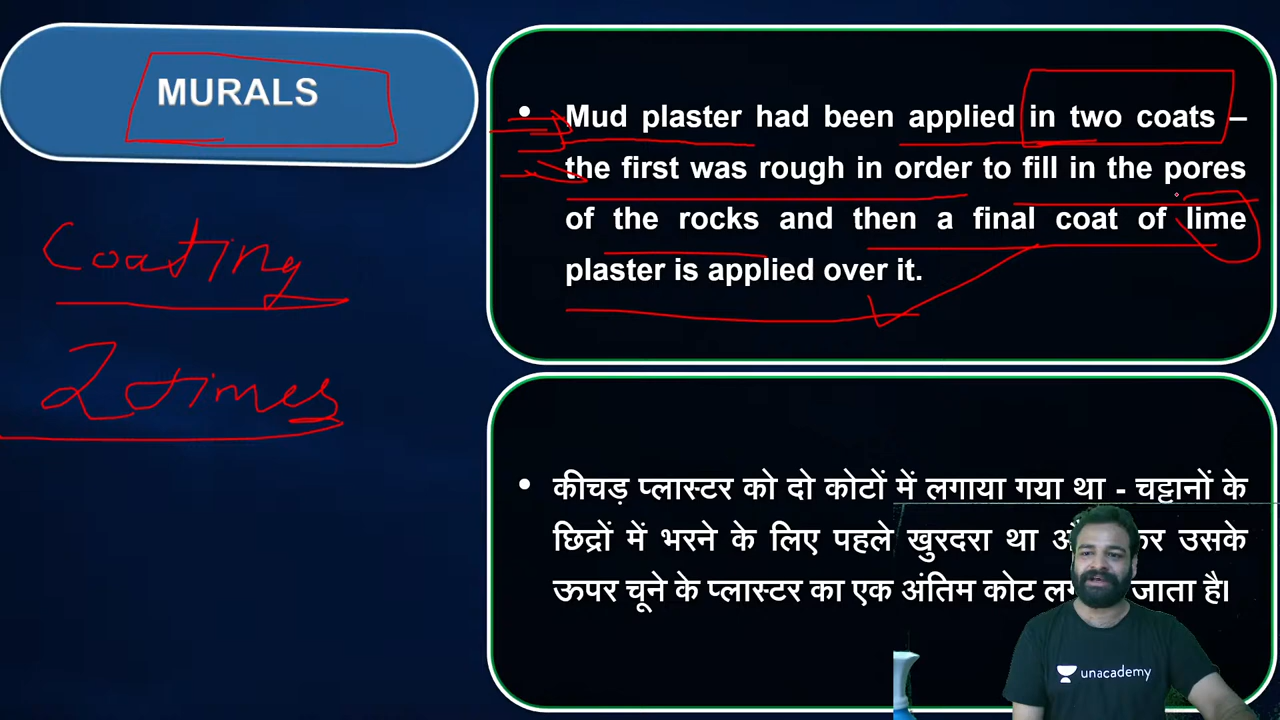 MURALS
Coating
2 times
• Mud plaster had been applied in two coats –
the first was rough in order to fill in the pores
of the rocks and then a final coat of lime
plaster is applied over it.
• कीचड़ प्लास्टर को दो कोटों में लगाया गया था - चट्टानों के
छिद्रों में भरने के लिए पहले खुरदरा था उसके
ऊपर चूने के प्लास्टर का एक अंतिम कोट जाता है।
unacademy